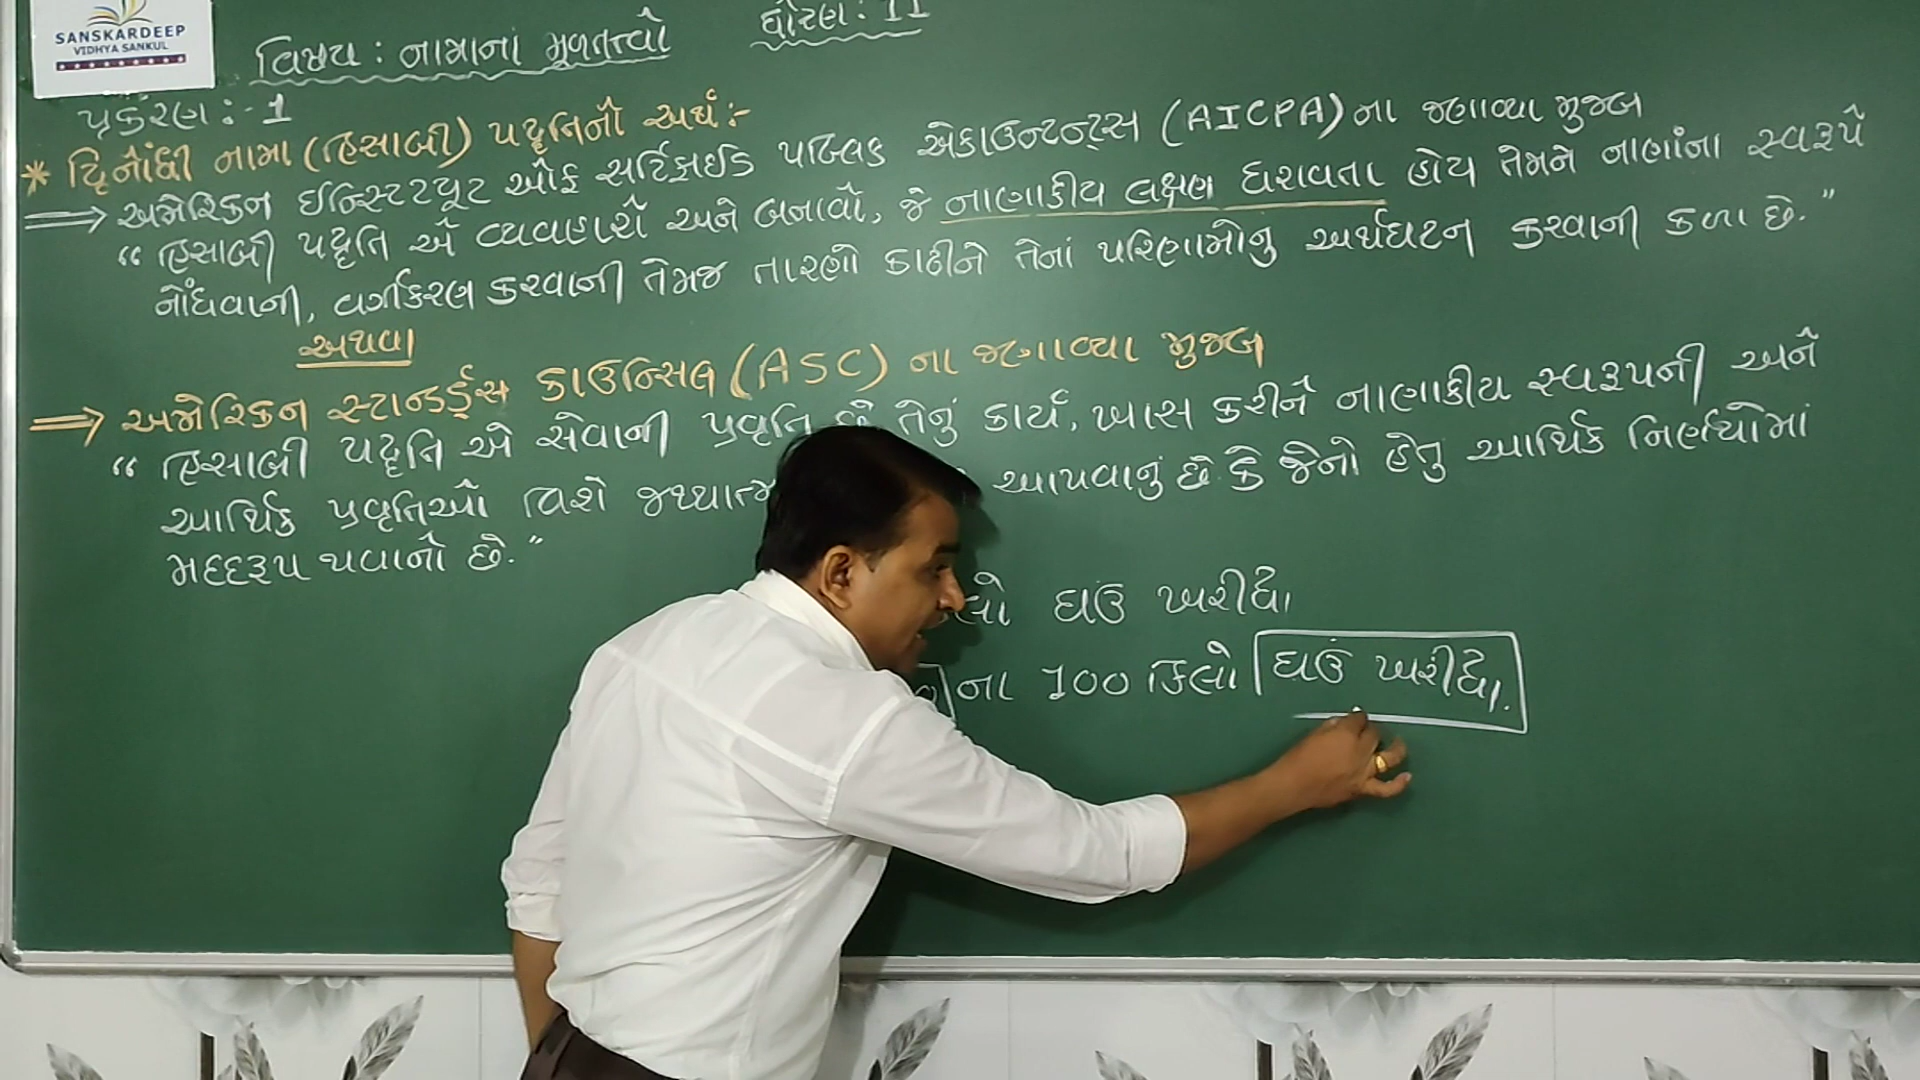 SANSKARDEEP
VIDHYA SANKUL
વિષય : નામાનાં મૂળતત્ત્વો
ધોરણ : 11
પ્રકરણ :- 1
* દ્વિનોંધી નામા (હિસાબી) પદ્ધતિનો અર્થ :-
⟹ અમેરિકન ઈન્સ્ટિટ્યૂટ ઓફ સર્ટિફાઈડ પબ્લિક એકાઉન્ટન્ટ્સ (AICPA) ના જણાવ્યા મુજબ
“ હિસાબી પદ્ધતિ એ વ્યવહારો અને બનાવો, જે નાણાકીય લક્ષણ ધરાવતા હોય તેમને નાણાંના સ્વરૂપે
નોંધવાની, વર્ગીકરણ કરવાની તેમજ તારણો કાઢીને તેનાં પરિણામોનુ અર્થઘટન કરવાની કળા છે. ”
અથવા
⟹ અમેરિકન સ્ટાન્ડર્ડ્સ કાઉન્સિલ (ASC) ના જણાવ્યા મુજબ
“ હિસાબી પદ્ધતિ એ સેવાની પ્રવૃતિ છે તેનું કાર્ય, ખાસ કરીને નાણાકીય સ્વરૂપની અને
આર્થિક પ્રવૃતિઓ વિશે આપવાનું છે કે જેનો હેતુ આર્થિક નિર્ણયોમાં
મદદરૂપ થવાનો છે. ”
ઘઉં ખરીદ્યા
ના 100 કિલો ઘઉં ખરીદ્યા.